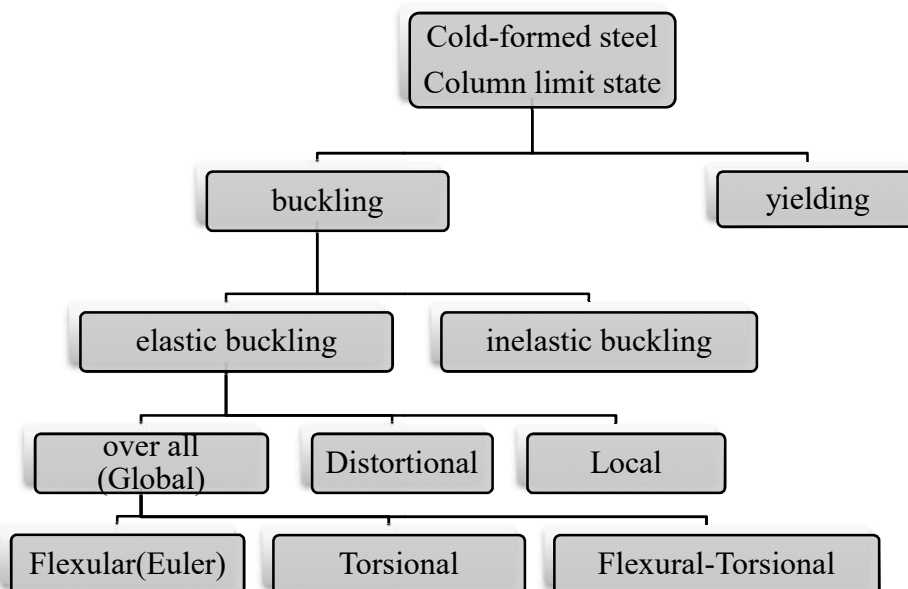 Cold-formed steel
Column limit state
buckling
yielding
elastic buckling
inelastic buckling
over all
(Global)
Distortional
Local
Flexular(Euler)
Torsional
Flexural-Torsional